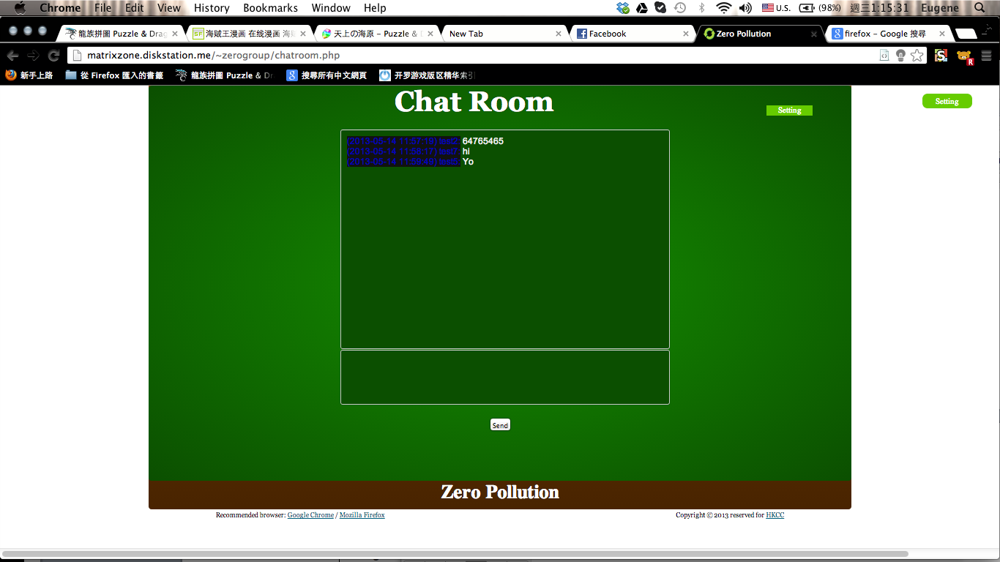 Chrome File Edit View History Bookmarks Window Help U.S. (98%) 週三1:15:31 Eugene
龍族拼圖 Puzzle & Drag 海贼王漫画 在线漫画 海贼 天上の海原 – Puzzle & D New Tab Facebook Zero Pollution firefox – Google 搜尋
matrixzone.diskstation.me/~zerogroup/chatroom.php
新手上路 從 Firefox 匯入的書籤 龍族拼圖 Puzzle & Dr 搜尋所有中文網頁 开罗游戏版区精华索引
Chat Room
Setting
Setting
(2013-05-14 11:57:19) test2: 64765465
(2013-05-14 11:58:17) test7: hi
(2013-05-14 11:59:49) test5: Yo
Send
Zero Pollution
Recommended browser: Google Chrome / Mozilla Firefox Copyright © 2013 reserved for HKCC